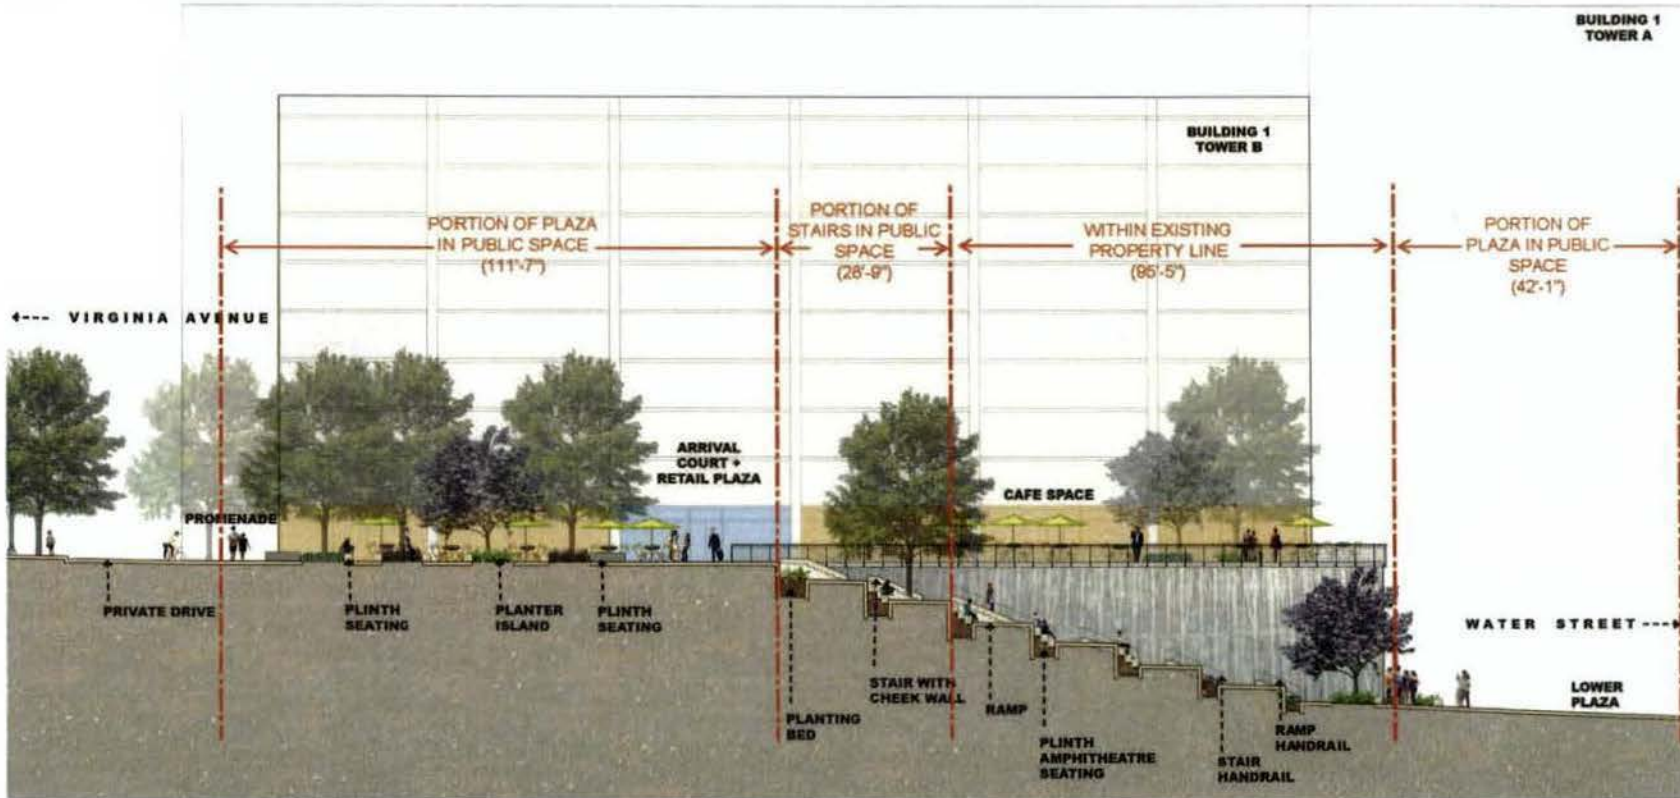 BUILDING 1
TOWER A
BUILDING 1
TOWER B
PORTION OF PLAZA
IN PUBLIC SPACE
(111'-7")
PORTION OF
STAIRS IN PUBLIC
SPACE
(28'-9")
WITHIN EXISTING
PROPERTY LINE
(95'-5")
PORTION OF
PLAZA IN PUBLIC
SPACE
(42'-1")
VIRGINIA AVENUE
ARRIVAL
COURT +
RETAIL PLAZA
CAFE SPACE
PROMENADE
PRIVATE DRIVE
PLINTH
SEATING
PLANTER
ISLAND
PLINTH
SEATING
WATER STREET
STAIR WITH
CHEEK WALL
RAMP
PLANTING
BED
PLINTH
AMPHITHEATRE
SEATING
STAIR
HANDRAIL
RAMP
HANDRAIL
LOWER
PLAZA